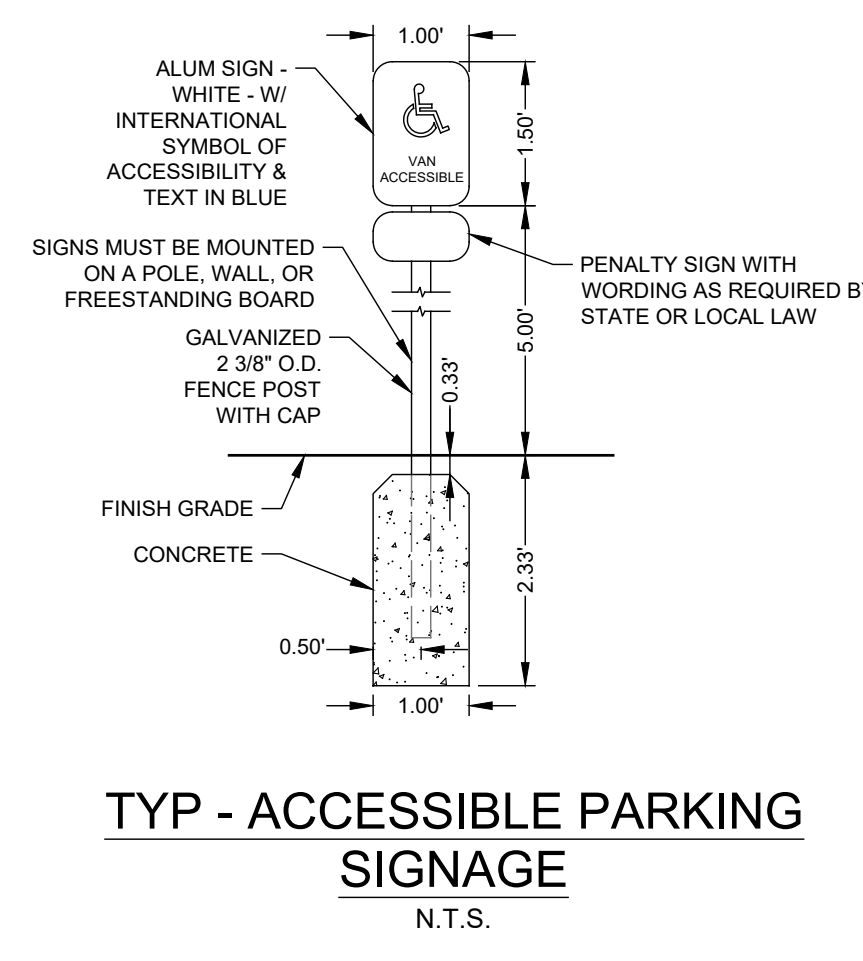 1.00'
ALUM SIGN -
WHITE - W/
INTERNATIONAL
SYMBOL OF
ACCESSIBILITY &
TEXT IN BLUE
VAN
ACCESSIBLE
1.50'
SIGNS MUST BE MOUNTED
ON A POLE, WALL, OR
FREESTANDING BOARD
PENALTY SIGN WITH
WORDING AS REQUIRED BY
STATE OR LOCAL LAW
GALVANIZED
2 3/8" O.D.
FENCE POST
WITH CAP
5.00'
0.33'
FINISH GRADE
CONCRETE
2.33'
0.50'
1.00'
TYP - ACCESSIBLE PARKING
SIGNAGE
N.T.S.